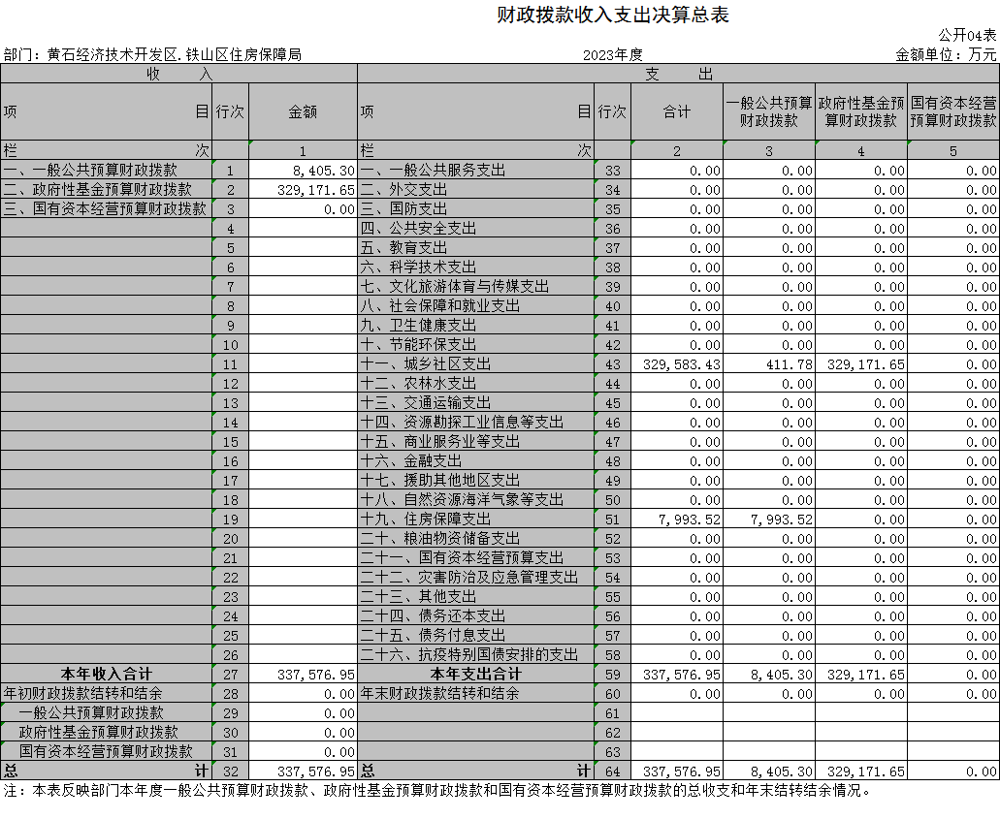 财政拨款收入支出决算总表
公开04表
部门：黄石经济技术开发区.铁山区住房保障局 2023年度 金额单位：万元
收 入 支 出
项 目 行次 金额 项 目 行次 合计 一般公共预算财政拨款 政府性基金预算财政拨款 国有资本经营预算财政拨款
栏 次 1 栏 次 2 3 4 5
一、一般公共预算财政拨款 1 8,405.30 一、一般公共服务支出 33 0.00 0.00 0.00 0.00
二、政府性基金预算财政拨款 2 329,171.65 二、外交支出 34 0.00 0.00 0.00 0.00
三、国有资本经营预算财政拨款 3 0.00 三、国防支出 35 0.00 0.00 0.00 0.00
4 四、公共安全支出 36 0.00 0.00 0.00 0.00
5 五、教育支出 37 0.00 0.00 0.00 0.00
6 六、科学技术支出 38 0.00 0.00 0.00 0.00
7 七、文化旅游体育与传媒支出 39 0.00 0.00 0.00 0.00
8 八、社会保障和就业支出 40 0.00 0.00 0.00 0.00
9 九、卫生健康支出 41 0.00 0.00 0.00 0.00
10 十、节能环保支出 42 0.00 0.00 0.00 0.00
11 十一、城乡社区支出 43 329,583.43 411.78 329,171.65 0.00
12 十二、农林水支出 44 0.00 0.00 0.00 0.00
13 十三、交通运输支出 45 0.00 0.00 0.00 0.00
14 十四、资源勘探工业信息等支出 46 0.00 0.00 0.00 0.00
15 十五、商业服务业等支出 47 0.00 0.00 0.00 0.00
16 十六、金融支出 48 0.00 0.00 0.00 0.00
17 十七、援助其他地区支出 49 0.00 0.00 0.00 0.00
18 十八、自然资源海洋气象等支出 50 0.00 0.00 0.00 0.00
19 十九、住房保障支出 51 7,993.52 7,993.52 0.00 0.00
20 二十、粮油物资储备支出 52 0.00 0.00 0.00 0.00
21 二十一、国有资本经营预算支出 53 0.00 0.00 0.00 0.00
22 二十二、灾害防治及应急管理支出 54 0.00 0.00 0.00 0.00
23 二十三、其他支出 55 0.00 0.00 0.00 0.00
24 二十四、债务还本支出 56 0.00 0.00 0.00 0.00
25 二十五、债务付息支出 57 0.00 0.00 0.00 0.00
26 二十六、抗疫特别国债安排的支出 58 0.00 0.00 0.00 0.00
本年收入合计 27 337,576.95 本年支出合计 59 337,576.95 8,405.30 329,171.65 0.00
年初财政拨款结转和结余 28 0.00 年末财政拨款结转和结余 60 0.00 0.00 0.00 0.00
一般公共预算财政拨款 29 0.00 61
政府性基金预算财政拨款 30 0.00 62
国有资本经营预算财政拨款 31 0.00 63
总 计 32 337,576.95 总 计 64 337,576.95 8,405.30 329,171.65 0.00
注：本表反映部门本年度一般公共预算财政拨款、政府性基金预算财政拨款和国有资本经营预算财政拨款的总收支和年末结转结余情况。